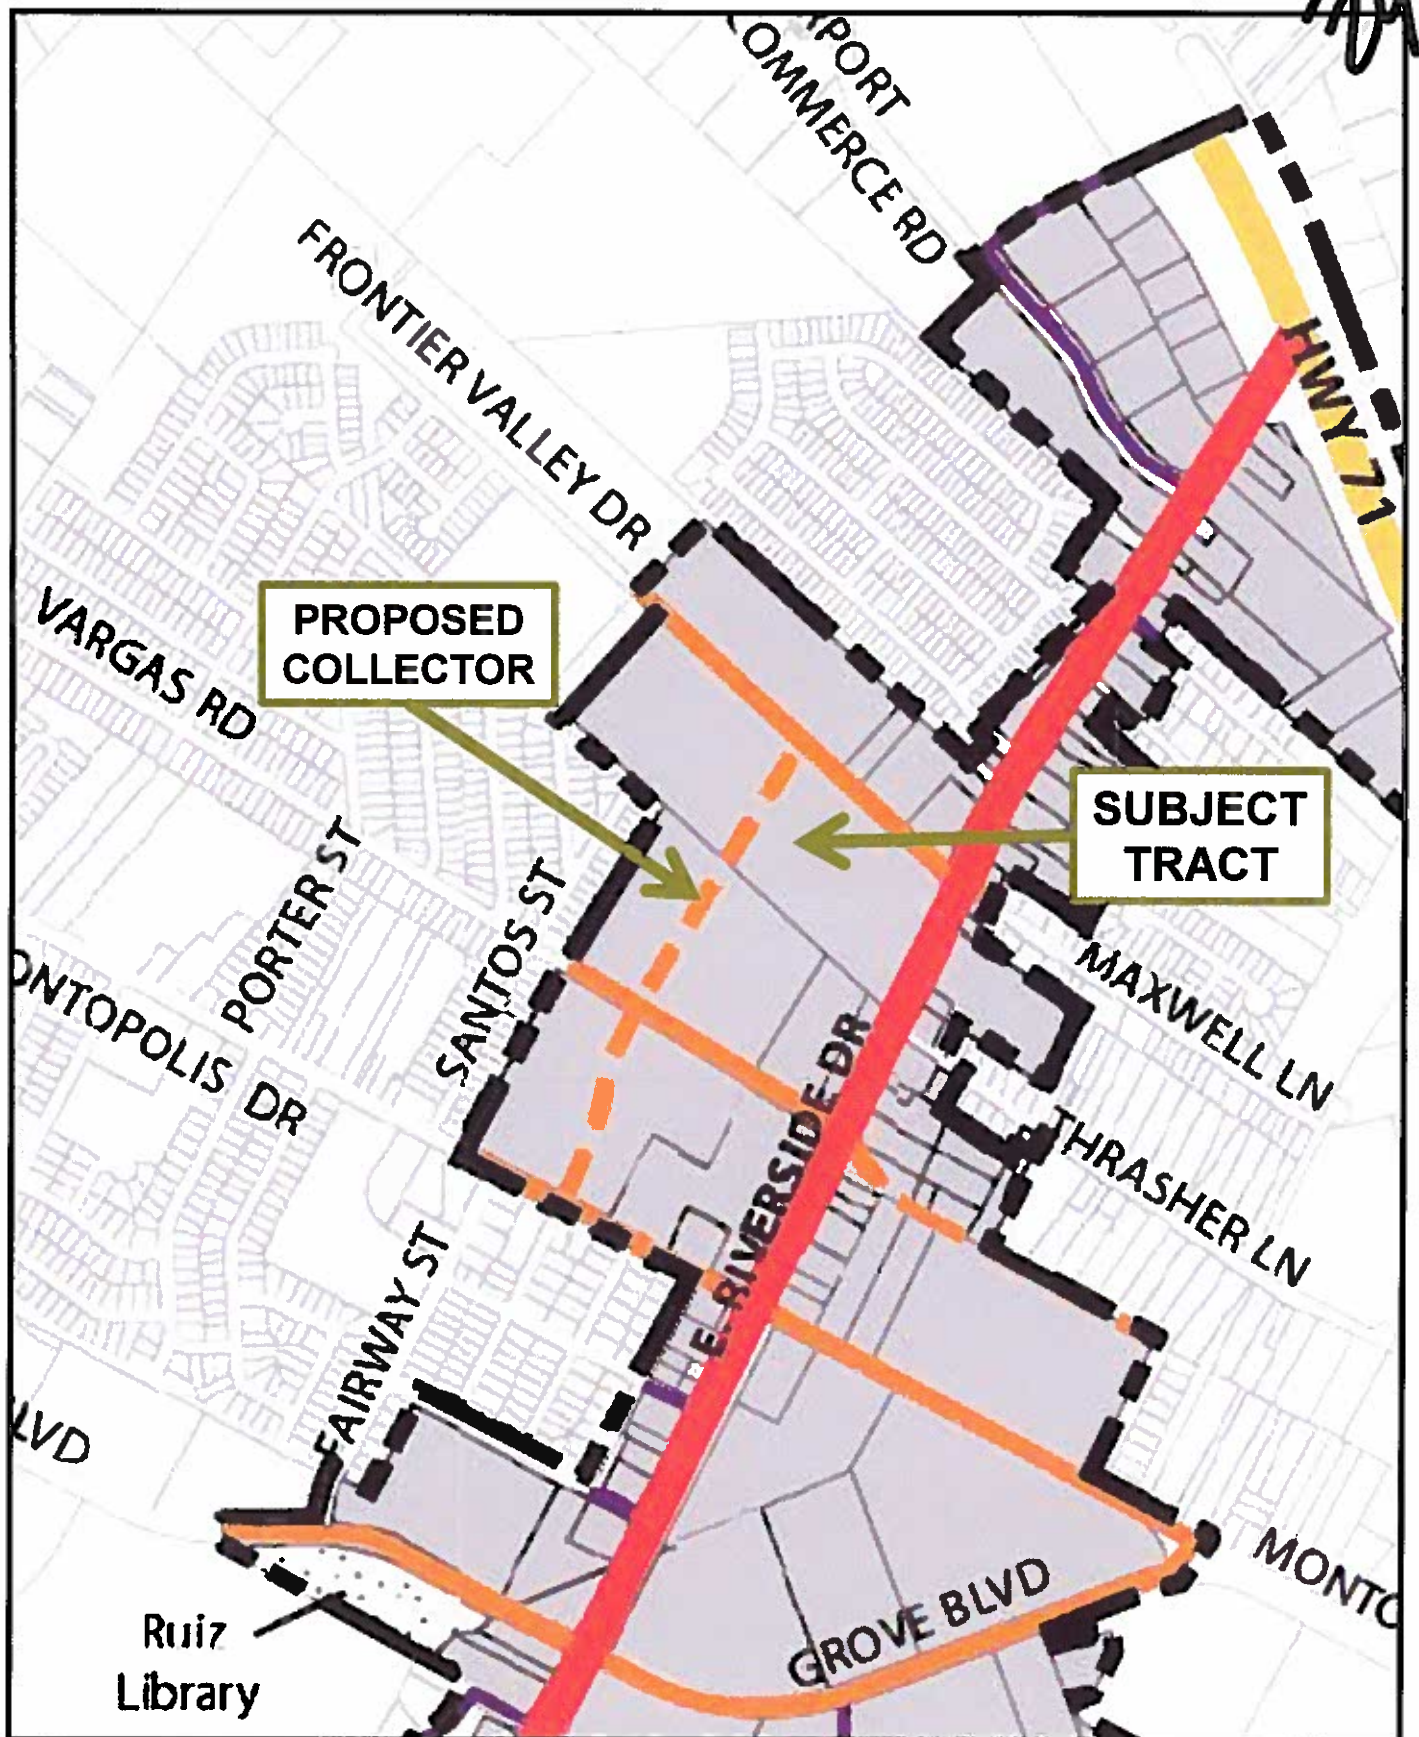 RPORT
COMMERCE RD
HWY 71
FRONTIER VALLEY DR
VARGAS RD
PROPOSED
COLLECTOR
SUBJECT
TRACT
PORTER ST
SANTOS ST
ONTOPOLIS DR
MAXWELL LN
THRASHER LN
E. RIVERSIDE DR
FAIRWAY ST
LVD
GROVE BLVD
MONTO
Ruiz
Library